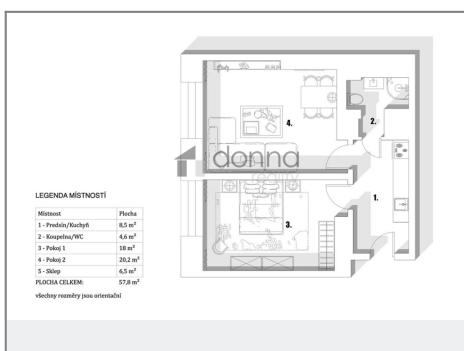 4.
2.
donna
1.
3.
LEGENDA MÍSTNOSTÍ
Místnost Plocha
1 - Predsín/Kuchyň 8,5 m²
2 - Koupelna/WC 4,6 m²
3 - Pokoj 1 18 m²
4 - Pokoj 2 20,2 m²
5 - Sklep 6,5 m²
PLOCHA CELKEM: 57,8 m²
všechny rozměry jsou orientační